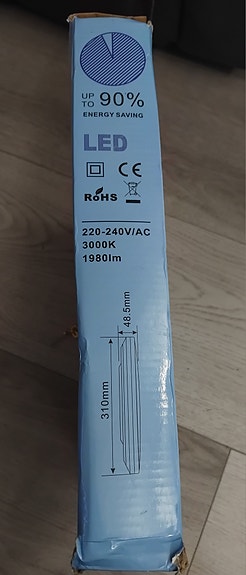 UP TO 90%
ENERGY SAVING
LED
CE
RoHS
220-240V/AC
3000K
1980lm
48.5mm
310mm